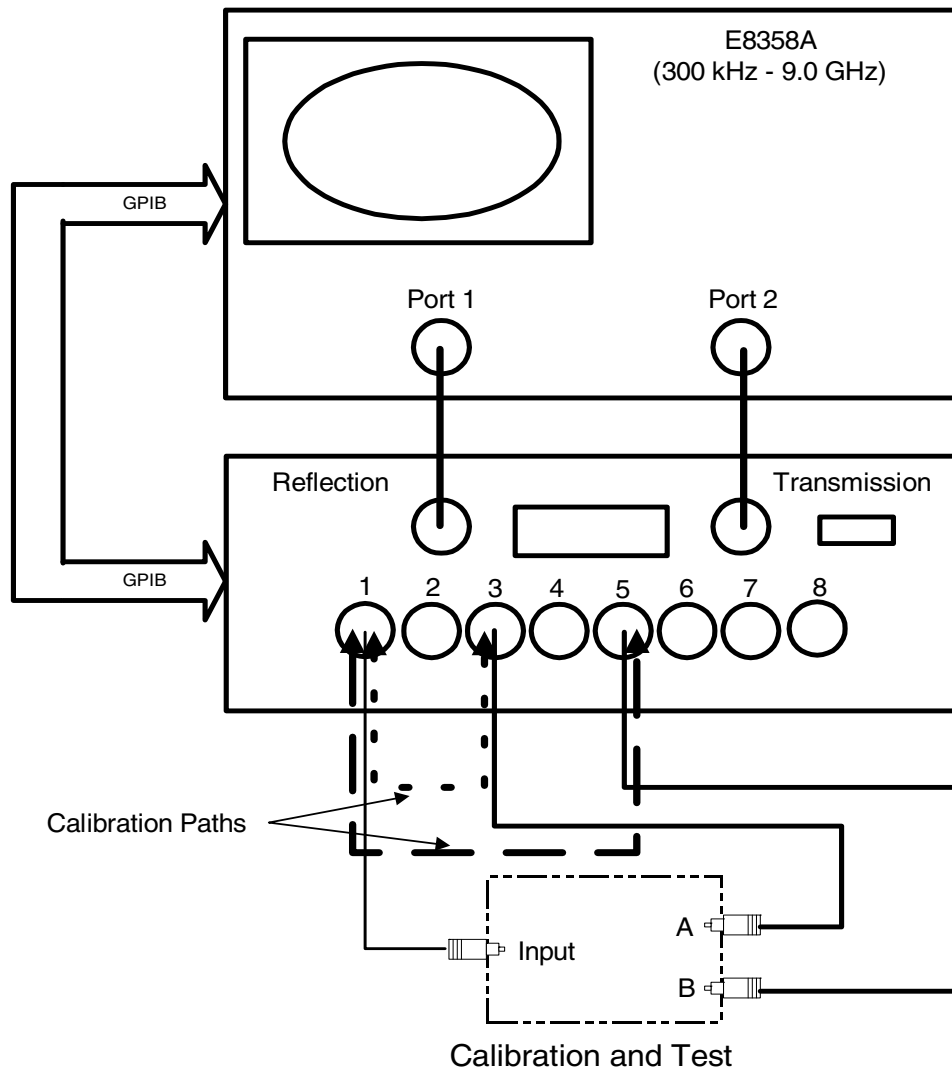 E8358A
(300 kHz - 9.0 GHz)
GPIB
Port 1
Port 2
Reflection
Transmission
GPIB
1 2 3 4 5 6 7 8
Calibration Paths
A
Input
B
Calibration and Test